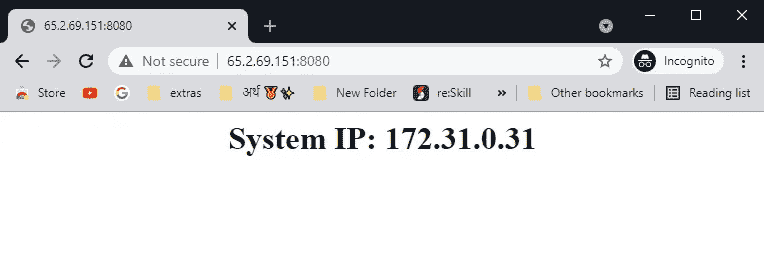 65.2.69.151:8080
Not secure 65.2.69.151:8080 Incognito
Store extras अर्थ New Folder re:Skill » Other bookmarks Reading list
System IP: 172.31.0.31